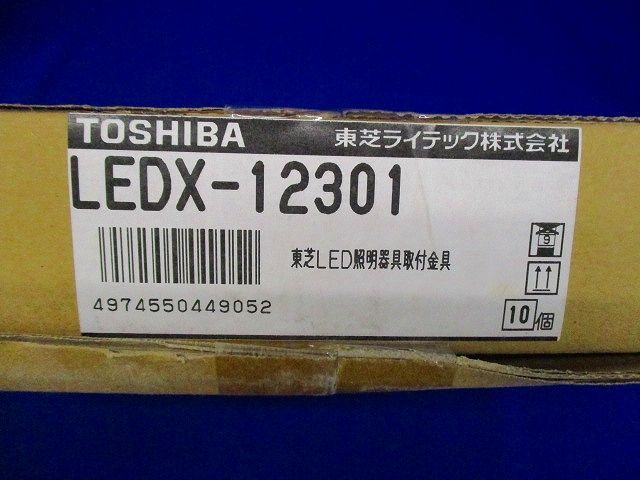 TOSHIBA 東芝ライテック株式会社
LEDX-12301
東芝LED照明器具取付金具
9
4974550449052
10個